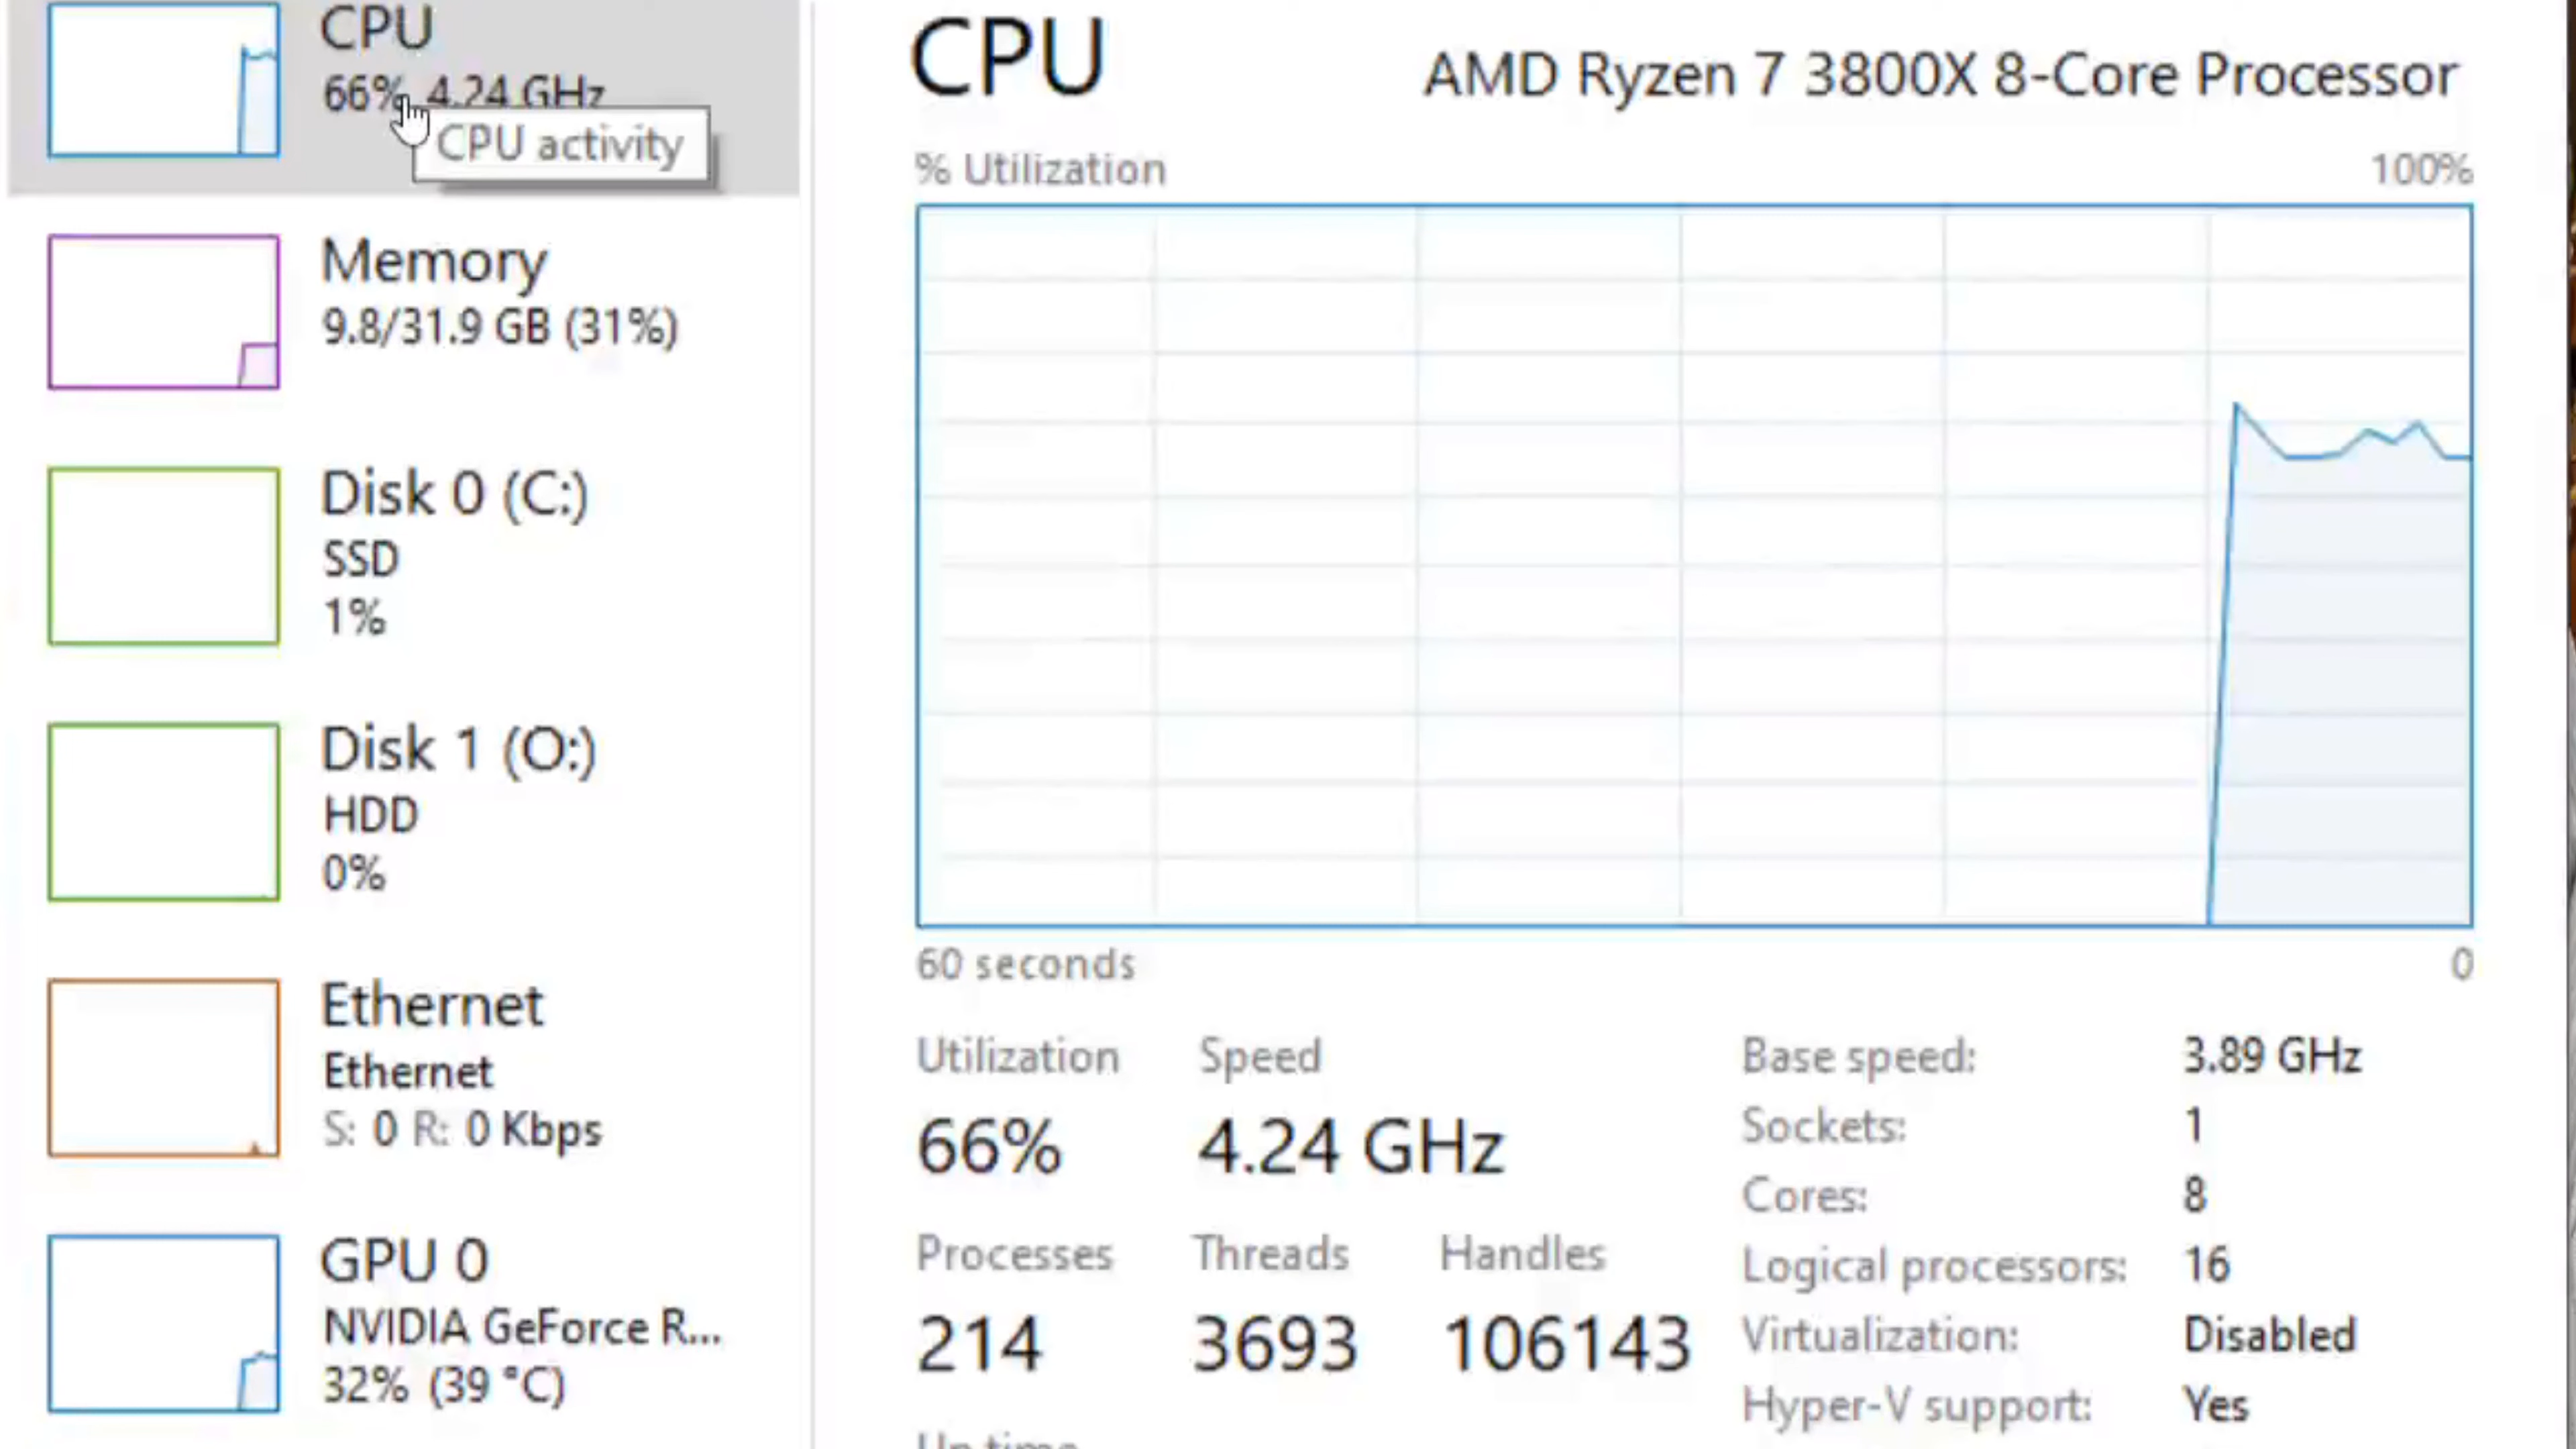 CPU
66% 4.24 GHz
CPU activity
Memory
9.8/31.9 GB (31%)
Disk 0 (C:)
SSD
1%
Disk 1 (O:)
HDD
0%
Ethernet
Ethernet
S: 0 R: 0 Kbps
GPU 0
NVIDIA GeForce R...
32% (39 °C)
CPU AMD Ryzen 7 3800X 8-Core Processor
% Utilization 100%
60 seconds 0
Utilization Speed
66% 4.24 GHz
Processes Threads Handles
214 3693 106143
Up time
Base speed: 3.89 GHz
Sockets: 1
Cores: 8
Logical processors: 16
Virtualization: Disabled
Hyper-V support: Yes